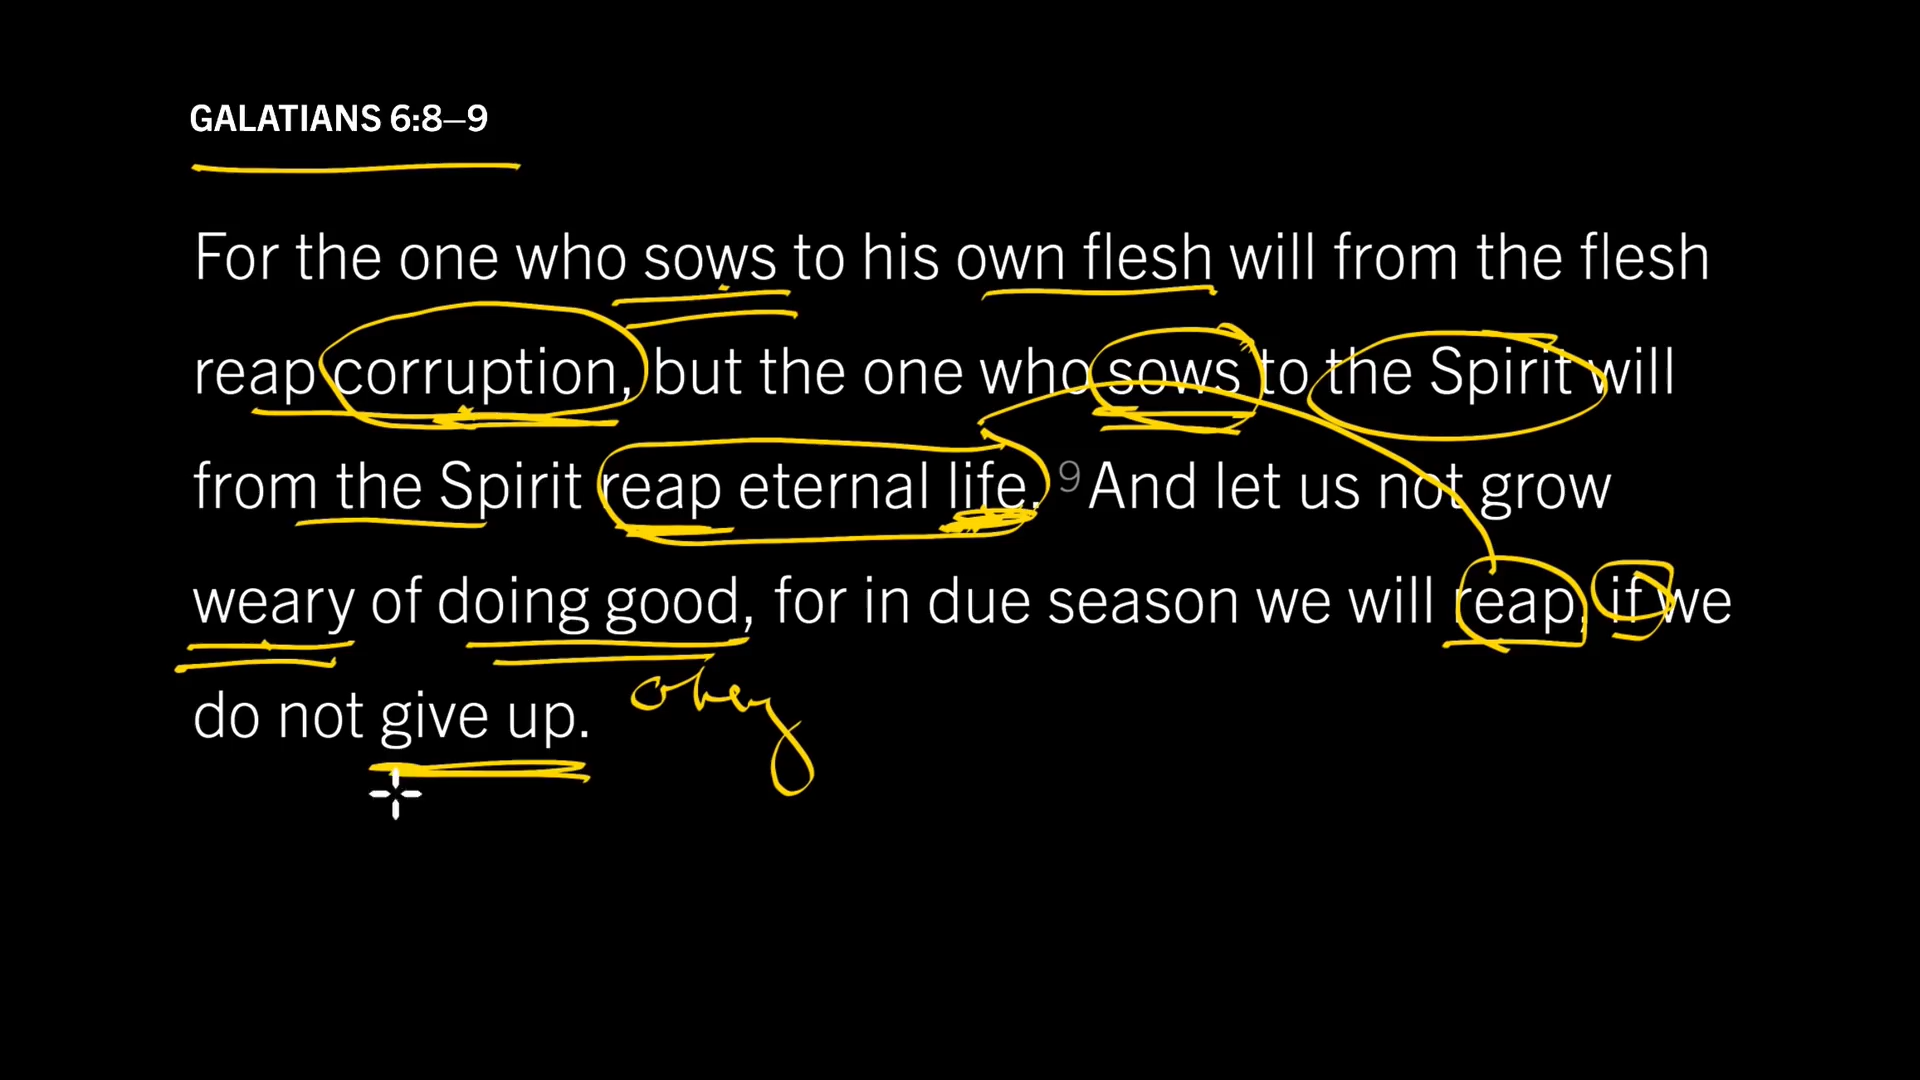 GALATIANS 6:8–9
For the one who sows to his own flesh will from the flesh
reap corruption, but the one who sows to the Spirit will
from the Spirit reap eternal life. 9 And let us not grow
weary of doing good, for in due season we will reap, if we
do not give up.
obey